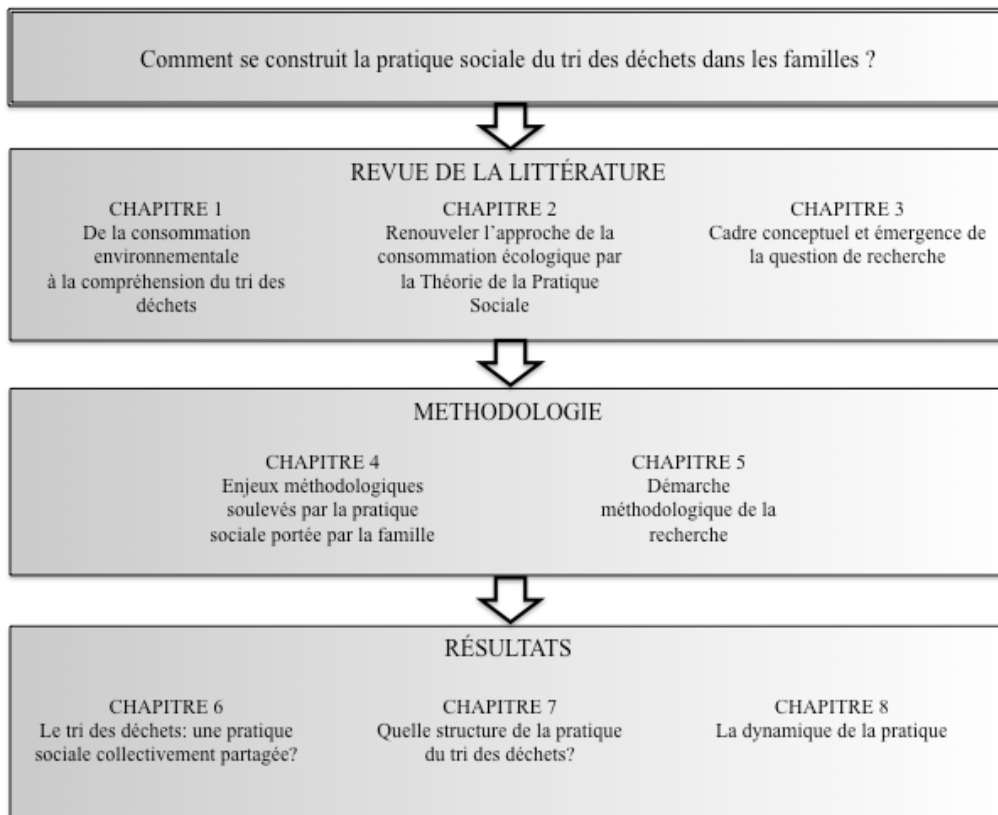 Comment se construit la pratique sociale du tri des déchets dans les familles ?
REVUE DE LA LITTÉRATURE
CHAPITRE 1
De la consommation
environnementale
à la compréhension du tri des
déchets
CHAPITRE 2
Renouveler l’approche de la
consommation écologique par
la Théorie de la Pratique
Sociale
CHAPITRE 3
Cadre conceptuel et émergence de
la question de recherche
METHODOLOGIE
CHAPITRE 4
Enjeux méthodologiques
soulevés par la pratique
sociale portée par la famille
CHAPITRE 5
Démarche
méthodologique de la
recherche
RÉSULTATS
CHAPITRE 6
Le tri des déchets: une pratique
sociale collectivement partagée?
CHAPITRE 7
Quelle structure de la pratique
du tri des déchets?
CHAPITRE 8
La dynamique de la pratique